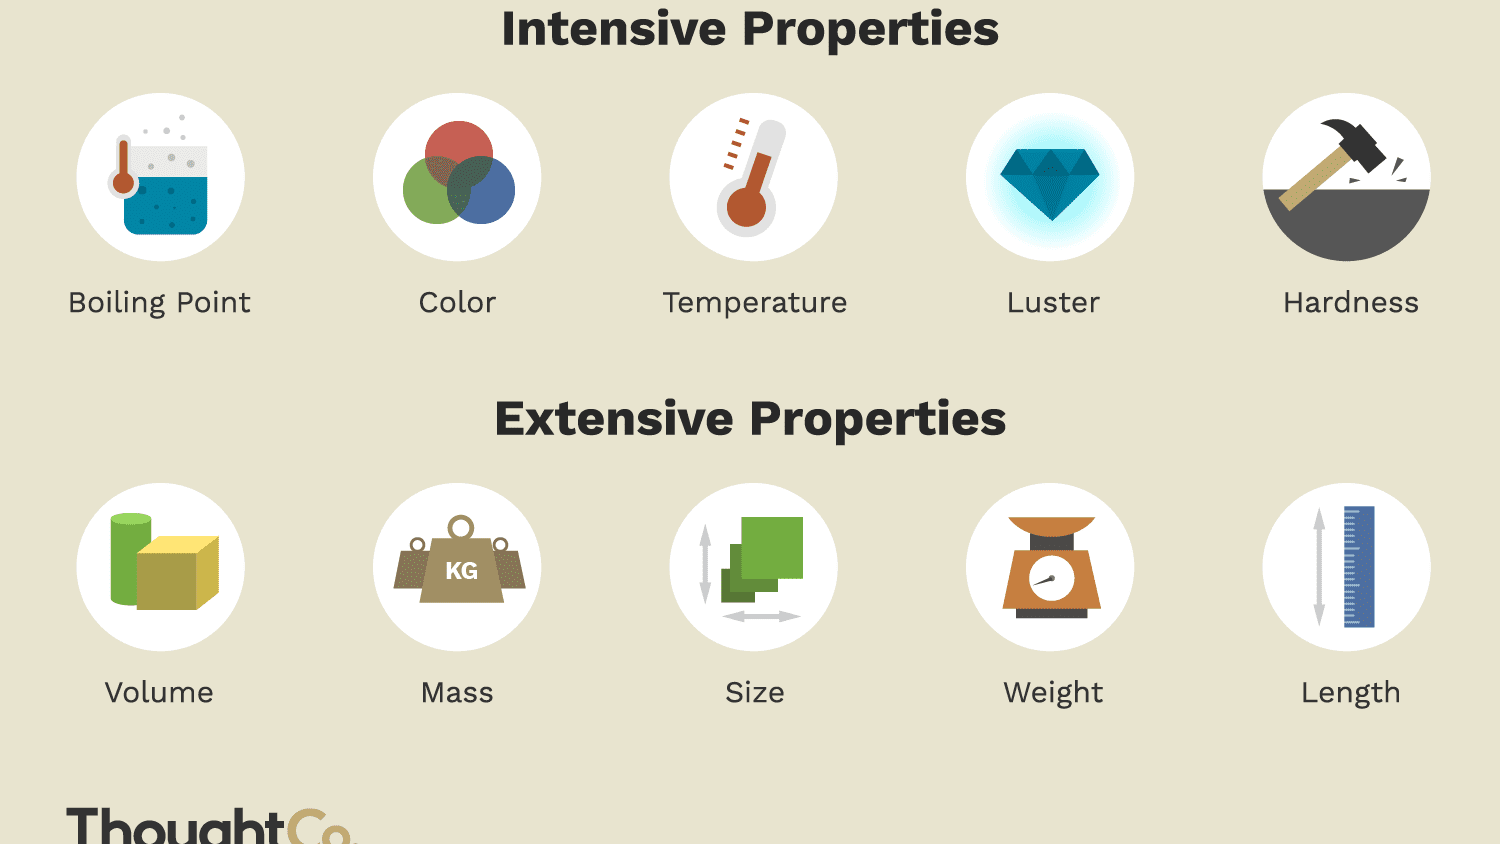 Intensive Properties
Boiling Point
Color
Temperature
Luster
Hardness
Extensive Properties
KG
Volume
Mass
Size
Weight
Length
ThoughtCo.